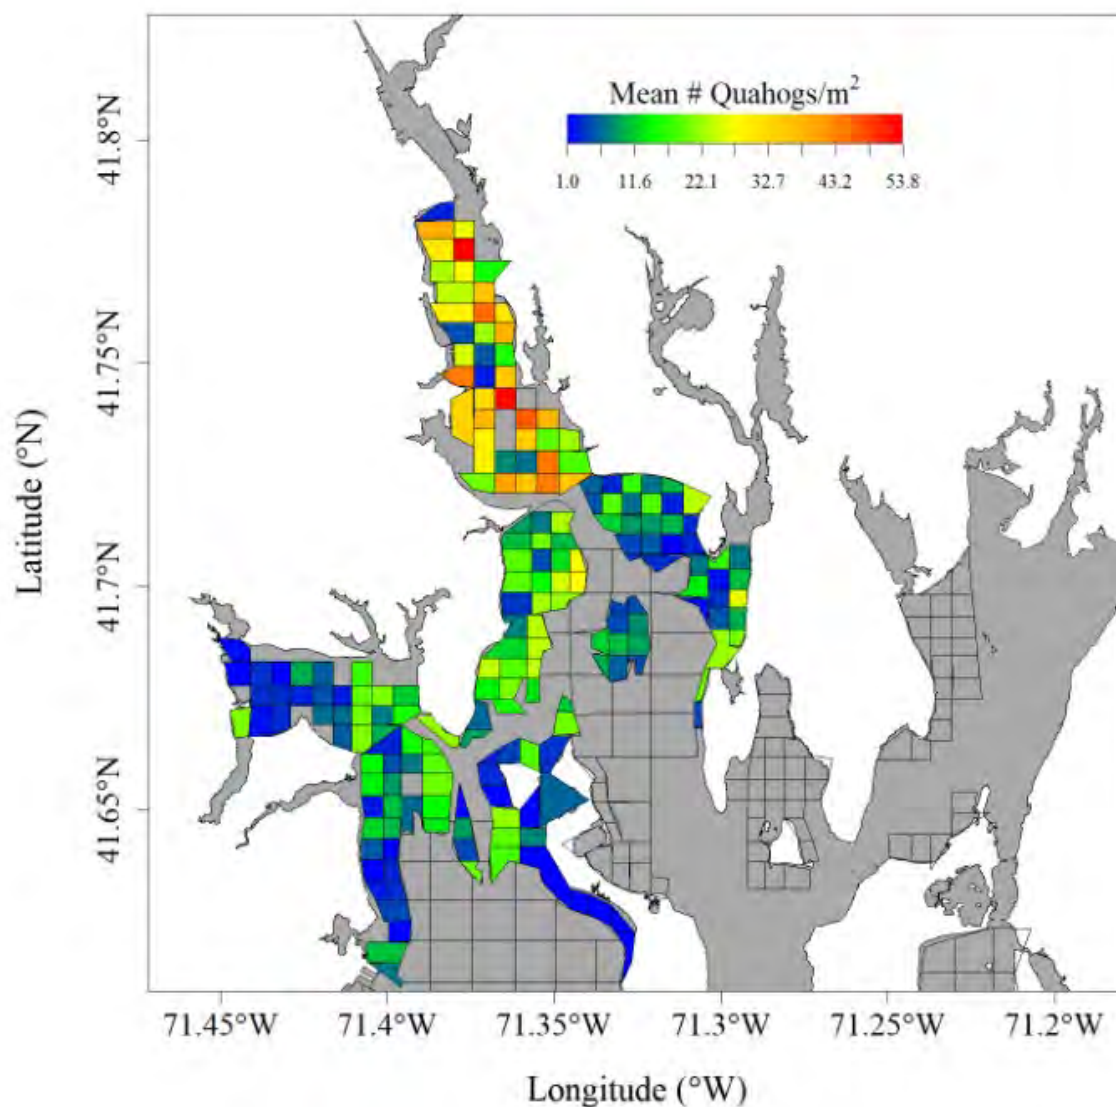 Mean # Quahogs/m²
1.0 11.6 22.1 32.7 43.2 53.8
41.8°N
41.75°N
41.7°N
41.65°N
Latitude (°N)
71.45°W 71.4°W 71.35°W 71.3°W 71.25°W 71.2°W
Longitude (°W)